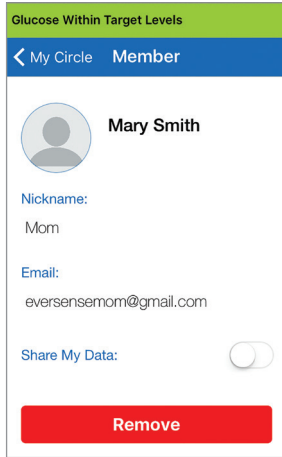 Glucose Within Target Levels
My Circle Member
Mary Smith
Nickname:
Mom
Email:
eversensemom@gmail.com
Share My Data:
Remove